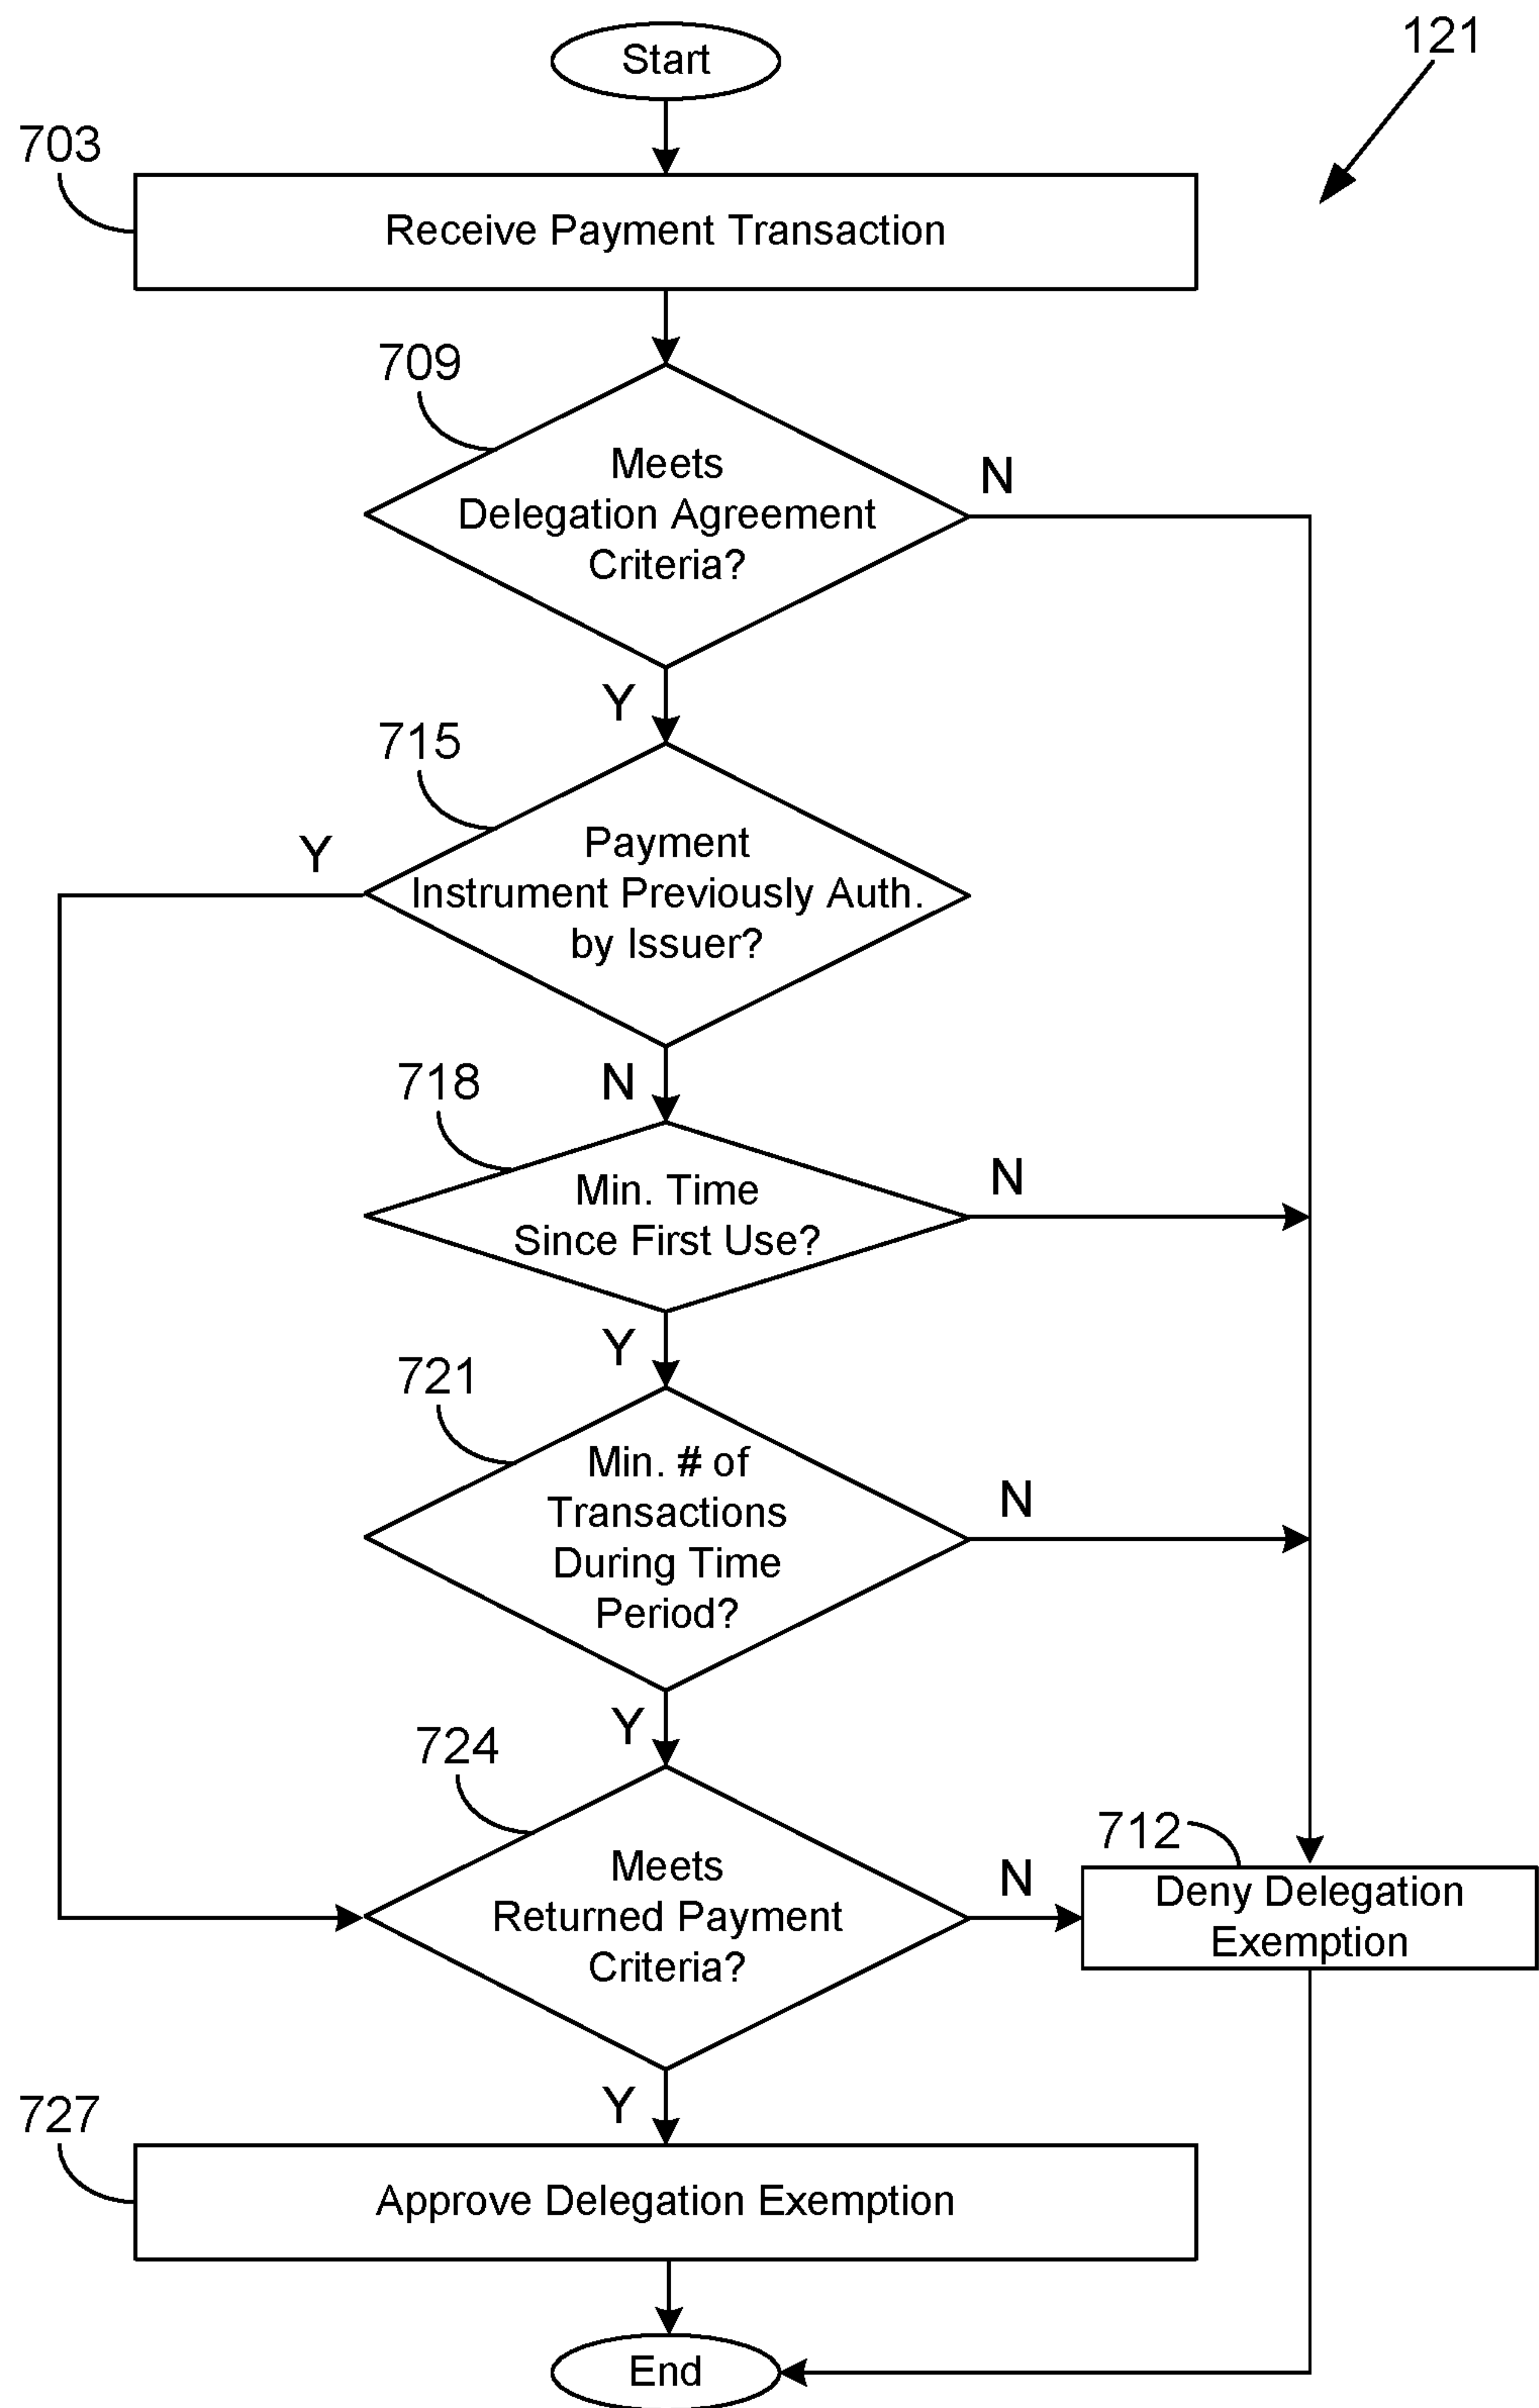 Start
121
703
Receive Payment Transaction
709
Meets
Delegation Agreement
Criteria?
N
Y
715
Payment
Instrument Previously Auth.
by Issuer?
Y
N
718
Min. Time
Since First Use?
N
Y
721
Min. # of
Transactions
During Time
Period?
N
Y
724
Meets
Returned Payment
Criteria?
N
712
Deny Delegation
Exemption
Y
727
Approve Delegation Exemption
End